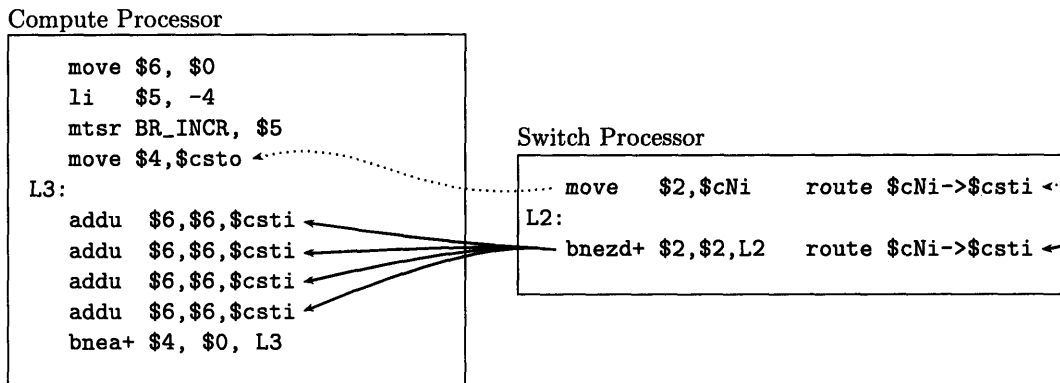 Compute Processor
move $6, $0
li $5, -4
mtsr BR_INCR, $5
move $4,$csto
L3:
addu $6,$6,$csti
addu $6,$6,$csti
addu $6,$6,$csti
addu $6,$6,$csti
bnea+ $4, $0, L3
Switch Processor
move $2,$cNi route $cNi->$csti
L2:
bnezd+ $2,$2,L2 route $cNi->$csti